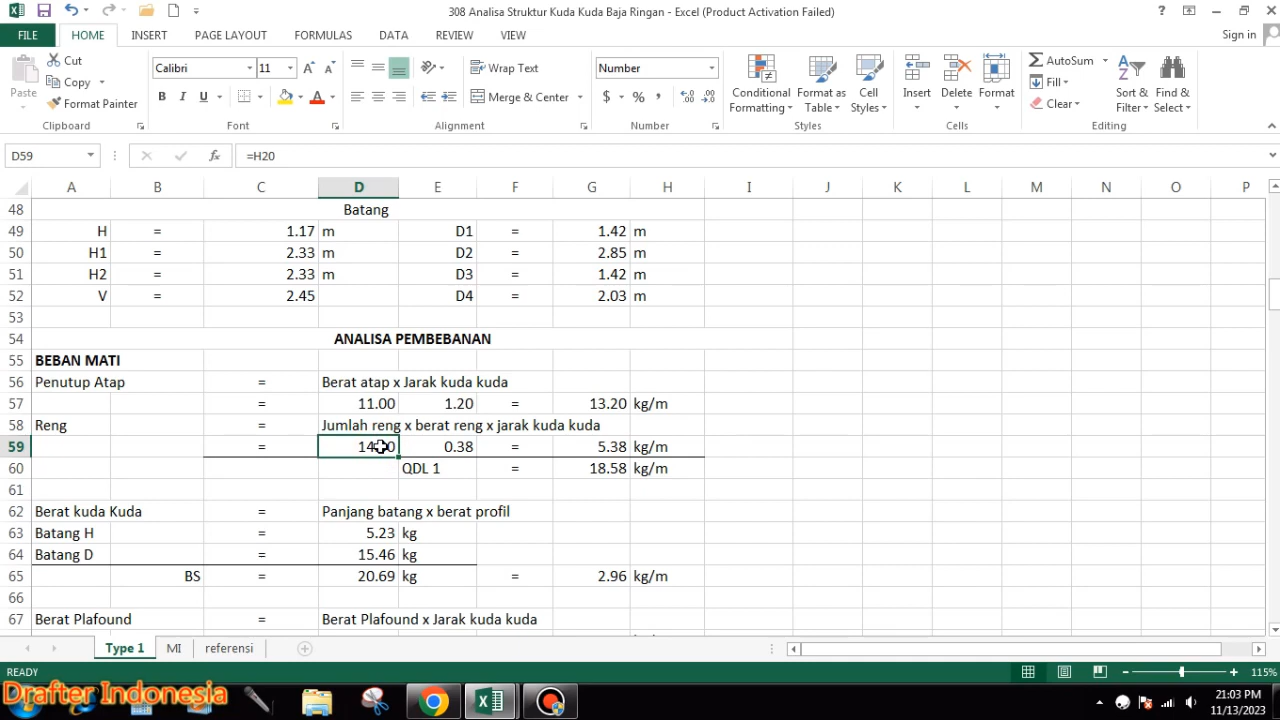 308 Analisa Struktur Kuda Kuda Baja Ringan - Excel (Product Activation Failed)
FILE HOME INSERT PAGE LAYOUT FORMULAS DATA REVIEW VIEW Sign in
Paste Cut Copy Format Painter Clipboard
Calibri 11 B I U A Font
Wrap Text Merge & Center Alignment
Number $ % , Number
Conditional Formatting Format as Table Cell Styles Styles
Insert Delete Format Cells
AutoSum Fill Clear Sort & Filter Find & Select Editing
D59 fx =H20
A B C D E F G H I J K L M N O P
48 Batang
49 H = 1.17 m D1 = 1.42 m
50 H1 = 2.33 m D2 = 2.85 m
51 H2 = 2.33 m D3 = 1.42 m
52 V = 2.45 D4 = 2.03 m
53
54 ANALISA PEMBEBANAN
55 BEBAN MATI
56 Penutup Atap = Berat atap x Jarak kuda kuda
57 = 11.00 1.20 = 13.20 kg/m
58 Reng = Jumlah reng x berat reng x jarak kuda kuda
59 = 0.38 = 5.38 kg/m
60 QDL 1 = 18.58 kg/m
61
62 Berat kuda Kuda = Panjang batang x berat profil
63 Batang H = 5.23 kg
64 Batang D = 15.46 kg
65 BS = 20.69 kg = 2.96 kg/m
66
67 Berat Plafound = Berat Plafound x Jarak kuda kuda
Type 1 MI referensi
READY 115%
Drafter Indonesia
21:03 PM
11/13/2023